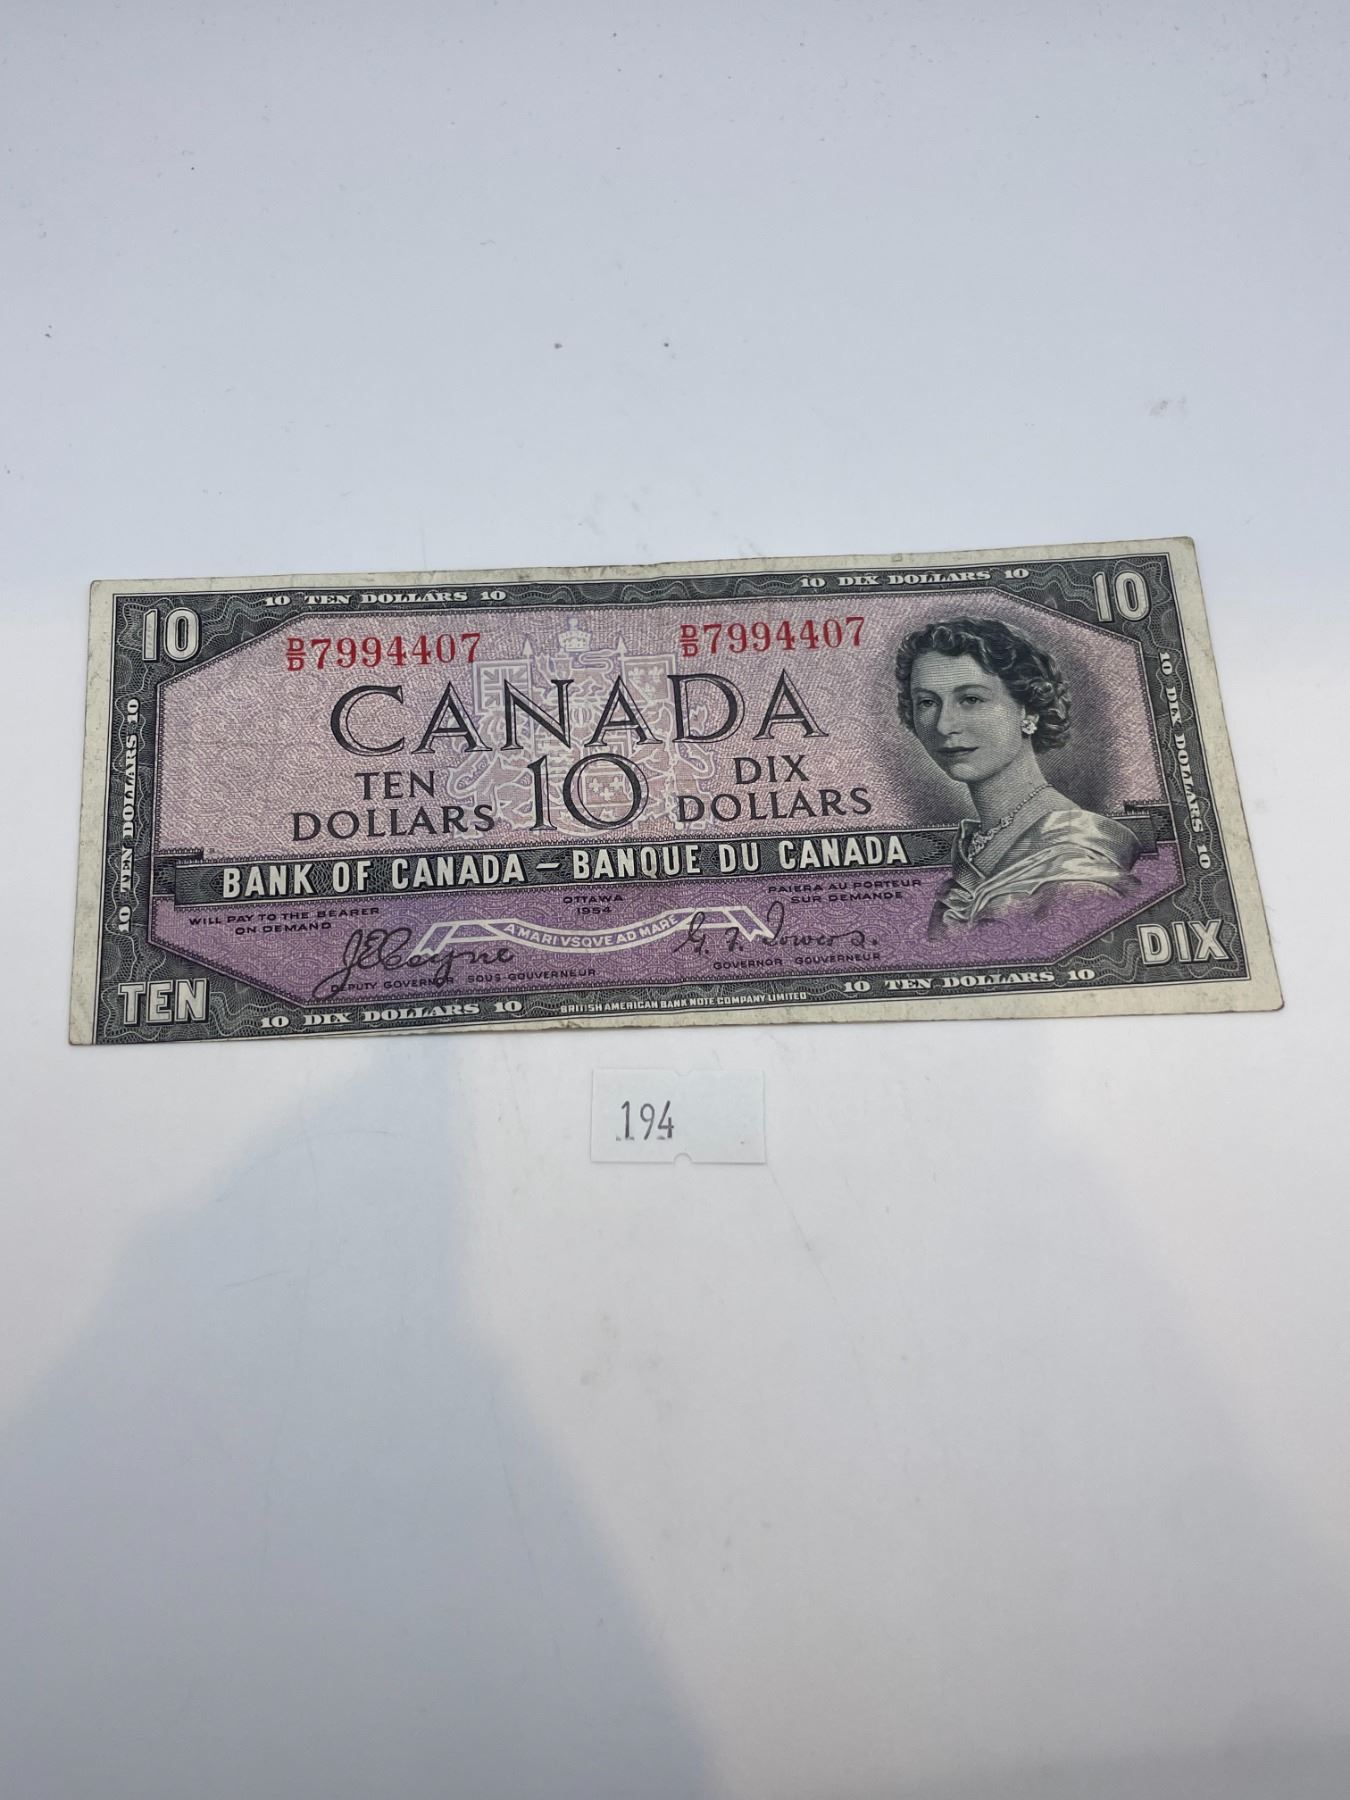 10 TEN DOLLARS 10
10 DIX DOLLARS 10
10
10
D/D 7994407
D/D 7994407
CANADA
TEN
DOLLARS
10
DIX
DOLLARS
BANK OF CANADA – BANQUE DU CANADA
WILL PAY TO THE BEARER
ON DEMAND
OTTAWA
1954
PAIERA AU PORTEUR
SUR DEMANDE
A MARI VSQVE AD MARE
J.E. Coyne
G. F. Towers.
DEPUTY GOVERNOR SOUS-GOUVERNEUR
GOVERNOR GOUVERNEUR
TEN
DIX
10 DIX DOLLARS 10
BRITISH AMERICAN BANK NOTE COMPANY LIMITED
10 TEN DOLLARS 10
10 TEN DOLLARS 10
10 DIX DOLLARS 10
194